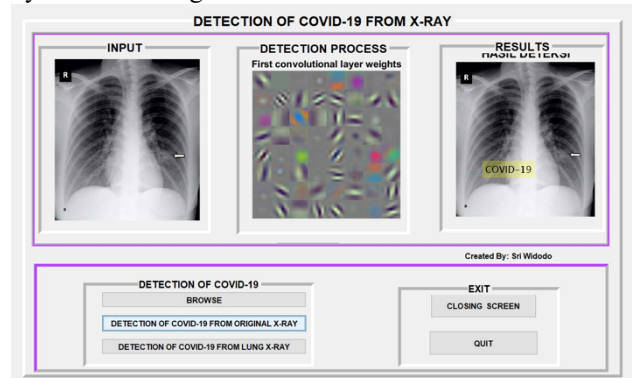 DETECTION OF COVID-19 FROM X-RAY
INPUT
R
DETECTION PROCESS
First convolutional layer weights
RESULTS
HASIL DETEKSI
R
COVID-19
Created By: Sri Widodo
DETECTION OF COVID-19
BROWSE
DETECTION OF COVID-19 FROM ORIGINAL X-RAY
DETECTION OF COVID-19 FROM LUNG X-RAY
EXIT
CLOSING SCREEN
QUIT